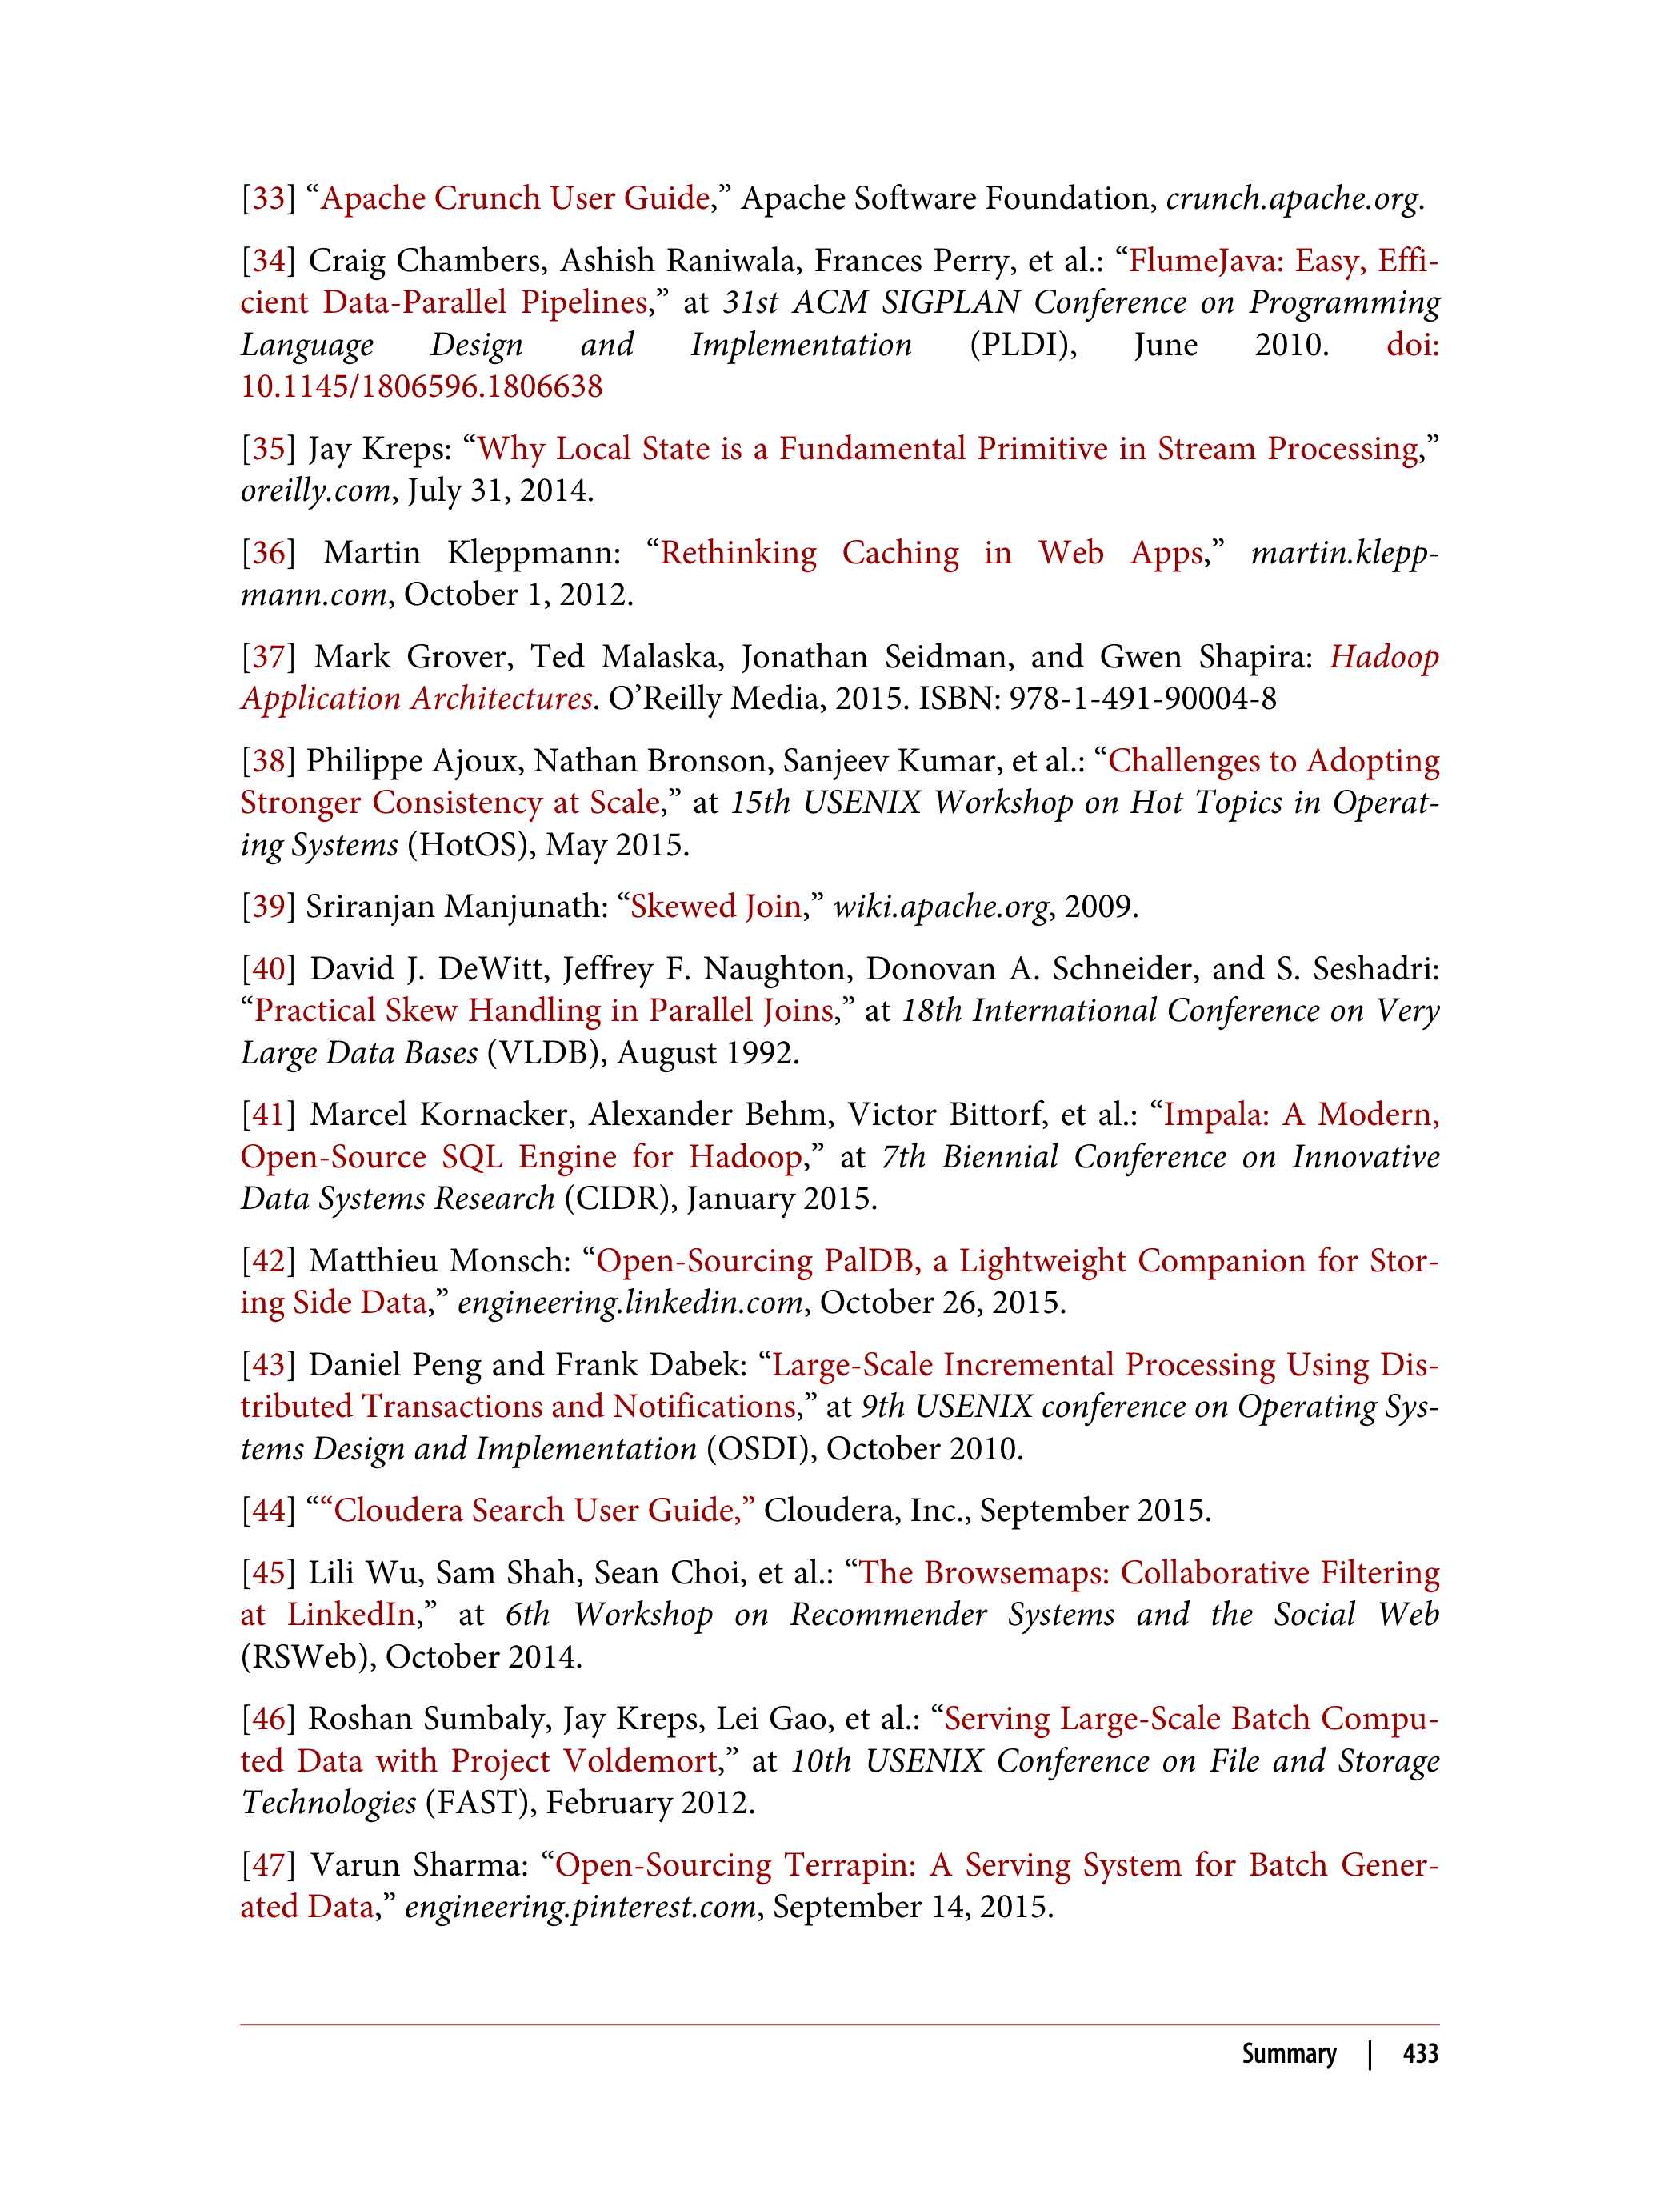 [33] “Apache Crunch User Guide,” Apache Software Foundation, crunch.apache.org.
[34] Craig Chambers, Ashish Raniwala, Frances Perry, et al.: “FlumeJava: Easy, Effi-
cient Data-Parallel Pipelines,” at 31st ACM SIGPLAN Conference on Programming
Language Design and Implementation (PLDI), June 2010. doi:
10.1145/1806596.1806638
[35] Jay Kreps: “Why Local State is a Fundamental Primitive in Stream Processing,”
oreilly.com, July 31, 2014.
[36] Martin Kleppmann: “Rethinking Caching in Web Apps,” martin.klepp-
mann.com, October 1, 2012.
[37] Mark Grover, Ted Malaska, Jonathan Seidman, and Gwen Shapira: Hadoop
Application Architectures. O’Reilly Media, 2015. ISBN: 978-1-491-90004-8
[38] Philippe Ajoux, Nathan Bronson, Sanjeev Kumar, et al.: “Challenges to Adopting
Stronger Consistency at Scale,” at 15th USENIX Workshop on Hot Topics in Operat-
ing Systems (HotOS), May 2015.
[39] Sriranjan Manjunath: “Skewed Join,” wiki.apache.org, 2009.
[40] David J. DeWitt, Jeffrey F. Naughton, Donovan A. Schneider, and S. Seshadri:
“Practical Skew Handling in Parallel Joins,” at 18th International Conference on Very
Large Data Bases (VLDB), August 1992.
[41] Marcel Kornacker, Alexander Behm, Victor Bittorf, et al.: “Impala: A Modern,
Open-Source SQL Engine for Hadoop,” at 7th Biennial Conference on Innovative
Data Systems Research (CIDR), January 2015.
[42] Matthieu Monsch: “Open-Sourcing PalDB, a Lightweight Companion for Stor-
ing Side Data,” engineering.linkedin.com, October 26, 2015.
[43] Daniel Peng and Frank Dabek: “Large-Scale Incremental Processing Using Dis-
tributed Transactions and Notifications,” at 9th USENIX conference on Operating Sys-
tems Design and Implementation (OSDI), October 2010.
[44] ““Cloudera Search User Guide,” Cloudera, Inc., September 2015.
[45] Lili Wu, Sam Shah, Sean Choi, et al.: “The Browsemaps: Collaborative Filtering
at LinkedIn,” at 6th Workshop on Recommender Systems and the Social Web
(RSWeb), October 2014.
[46] Roshan Sumbaly, Jay Kreps, Lei Gao, et al.: “Serving Large-Scale Batch Compu-
ted Data with Project Voldemort,” at 10th USENIX Conference on File and Storage
Technologies (FAST), February 2012.
[47] Varun Sharma: “Open-Sourcing Terrapin: A Serving System for Batch Gener-
ated Data,” engineering.pinterest.com, September 14, 2015.
Summary | 433